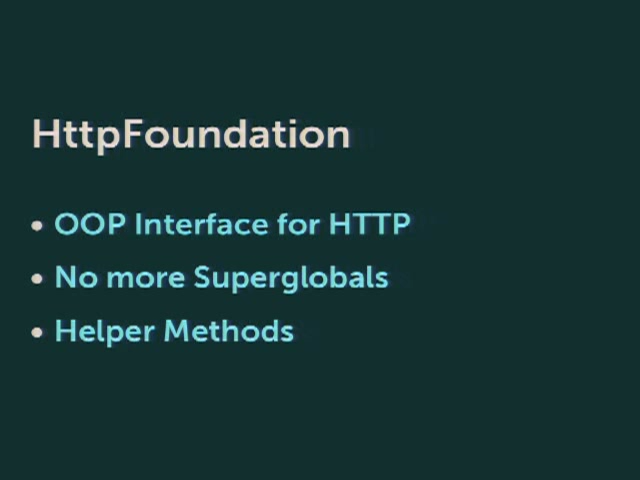 HttpFoundation
• OOP Interface for HTTP
• No more Superglobals
• Helper Methods